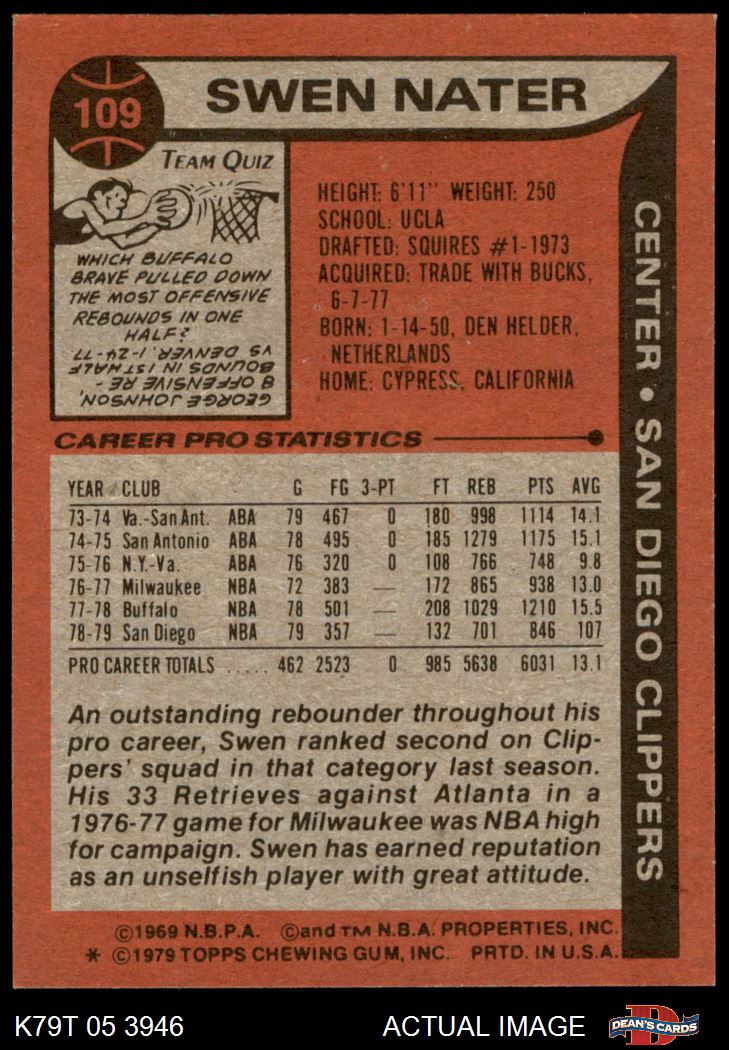 109
SWEN NATER
TEAM QUIZ
WHICH BUFFALO
BRAVE PULLED DOWN
THE MOST OFFENSIVE
REBOUNDS IN ONE
HALF?
GEORGE JOHNSON,
8 OFFENSIVE RE-
BOUNDS IN 1ST HALF
VS DENVER, 1-24-77.
HEIGHT: 6'11" WEIGHT: 250
SCHOOL: UCLA
DRAFTED: SQUIRES #1-1973
ACQUIRED: TRADE WITH BUCKS,
6-7-77
BORN: 1-14-50, DEN HELDER,
NETHERLANDS
HOME: CYPRESS, CALIFORNIA
CENTER • SAN DIEGO CLIPPERS
CAREER PRO STATISTICS
YEAR CLUB G FG 3-PT FT REB PTS AVG
73-74 Va.-San Ant. ABA 79 467 0 180 998 1114 14.1
74-75 San Antonio ABA 78 495 0 185 1279 1175 15.1
75-76 N.Y.-Va. ABA 76 320 0 108 766 748 9.8
76-77 Milwaukee NBA 72 383 — 172 865 938 13.0
77-78 Buffalo NBA 78 501 — 208 1029 1210 15.5
78-79 San Diego NBA 79 357 — 132 701 846 107
PRO CAREER TOTALS ..... 462 2523 0 985 5638 6031 13.1
An outstanding rebounder throughout his
pro career, Swen ranked second on Clip-
pers' squad in that category last season.
His 33 Retrieves against Atlanta in a
1976-77 game for Milwaukee was NBA high
for campaign. Swen has earned reputation
as an unselfish player with great attitude.
©1969 N.B.P.A. ©and TM N.B.A. PROPERTIES, INC.
* ©1979 TOPPS CHEWING GUM, INC. PRTD. IN U.S.A.
K79T 05 3946 ACTUAL IMAGE
D
DEAN'S CARDS